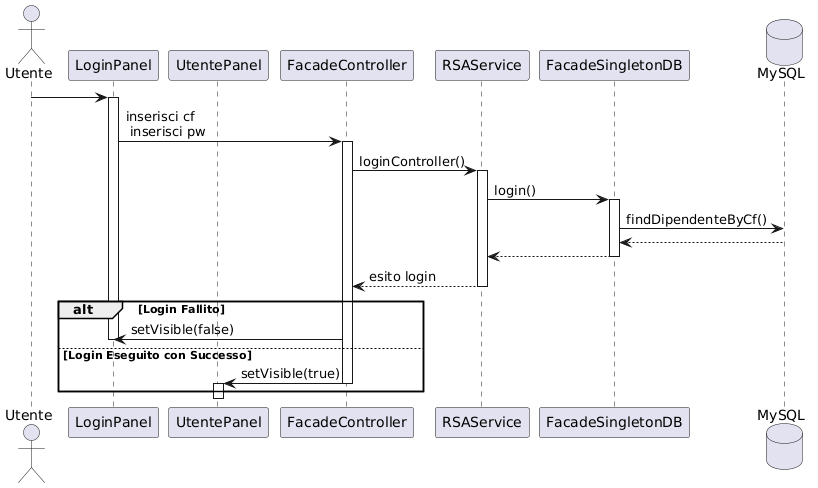 Utente
LoginPanel
UtentePanel
FacadeController
RSAService
FacadeSingletonDB
MySQL
inserisci cf
inserisci pw
loginController()
login()
findDipendenteByCf()
esito login
alt
[Login Fallito]
setVisible(false)
[Login Eseguito con Successo]
setVisible(true)
Utente
LoginPanel
UtentePanel
FacadeController
RSAService
FacadeSingletonDB
MySQL